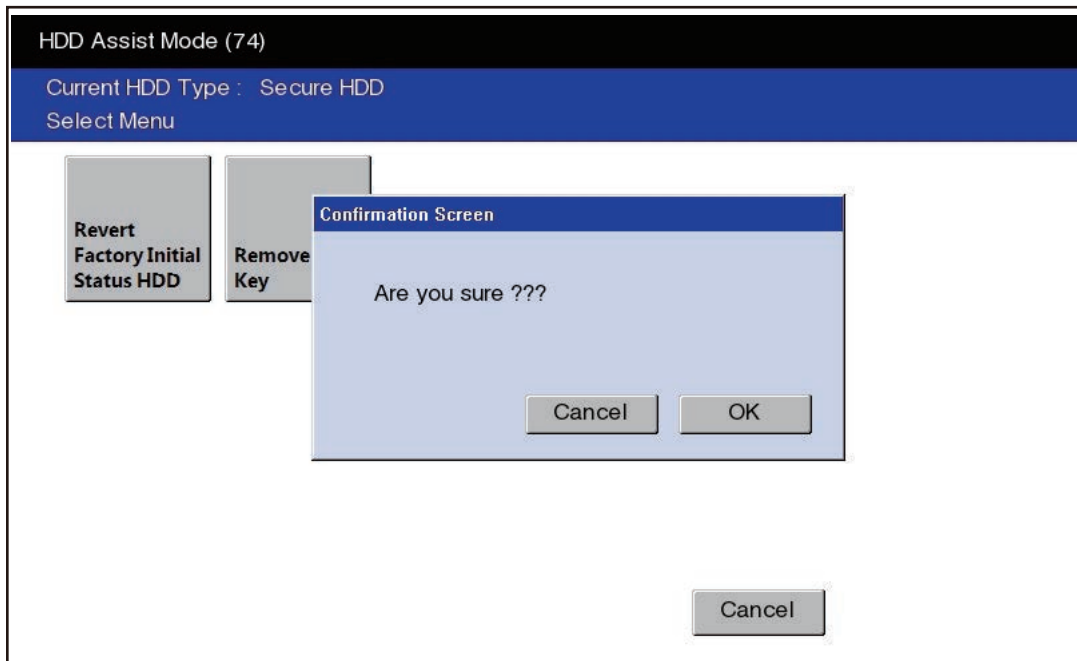 HDD Assist Mode (74)
Current HDD Type : Secure HDD
Select Menu
Revert
Factory Initial
Status HDD
Remove
Key
Confirmation Screen
Are you sure ???
Cancel
OK
Cancel